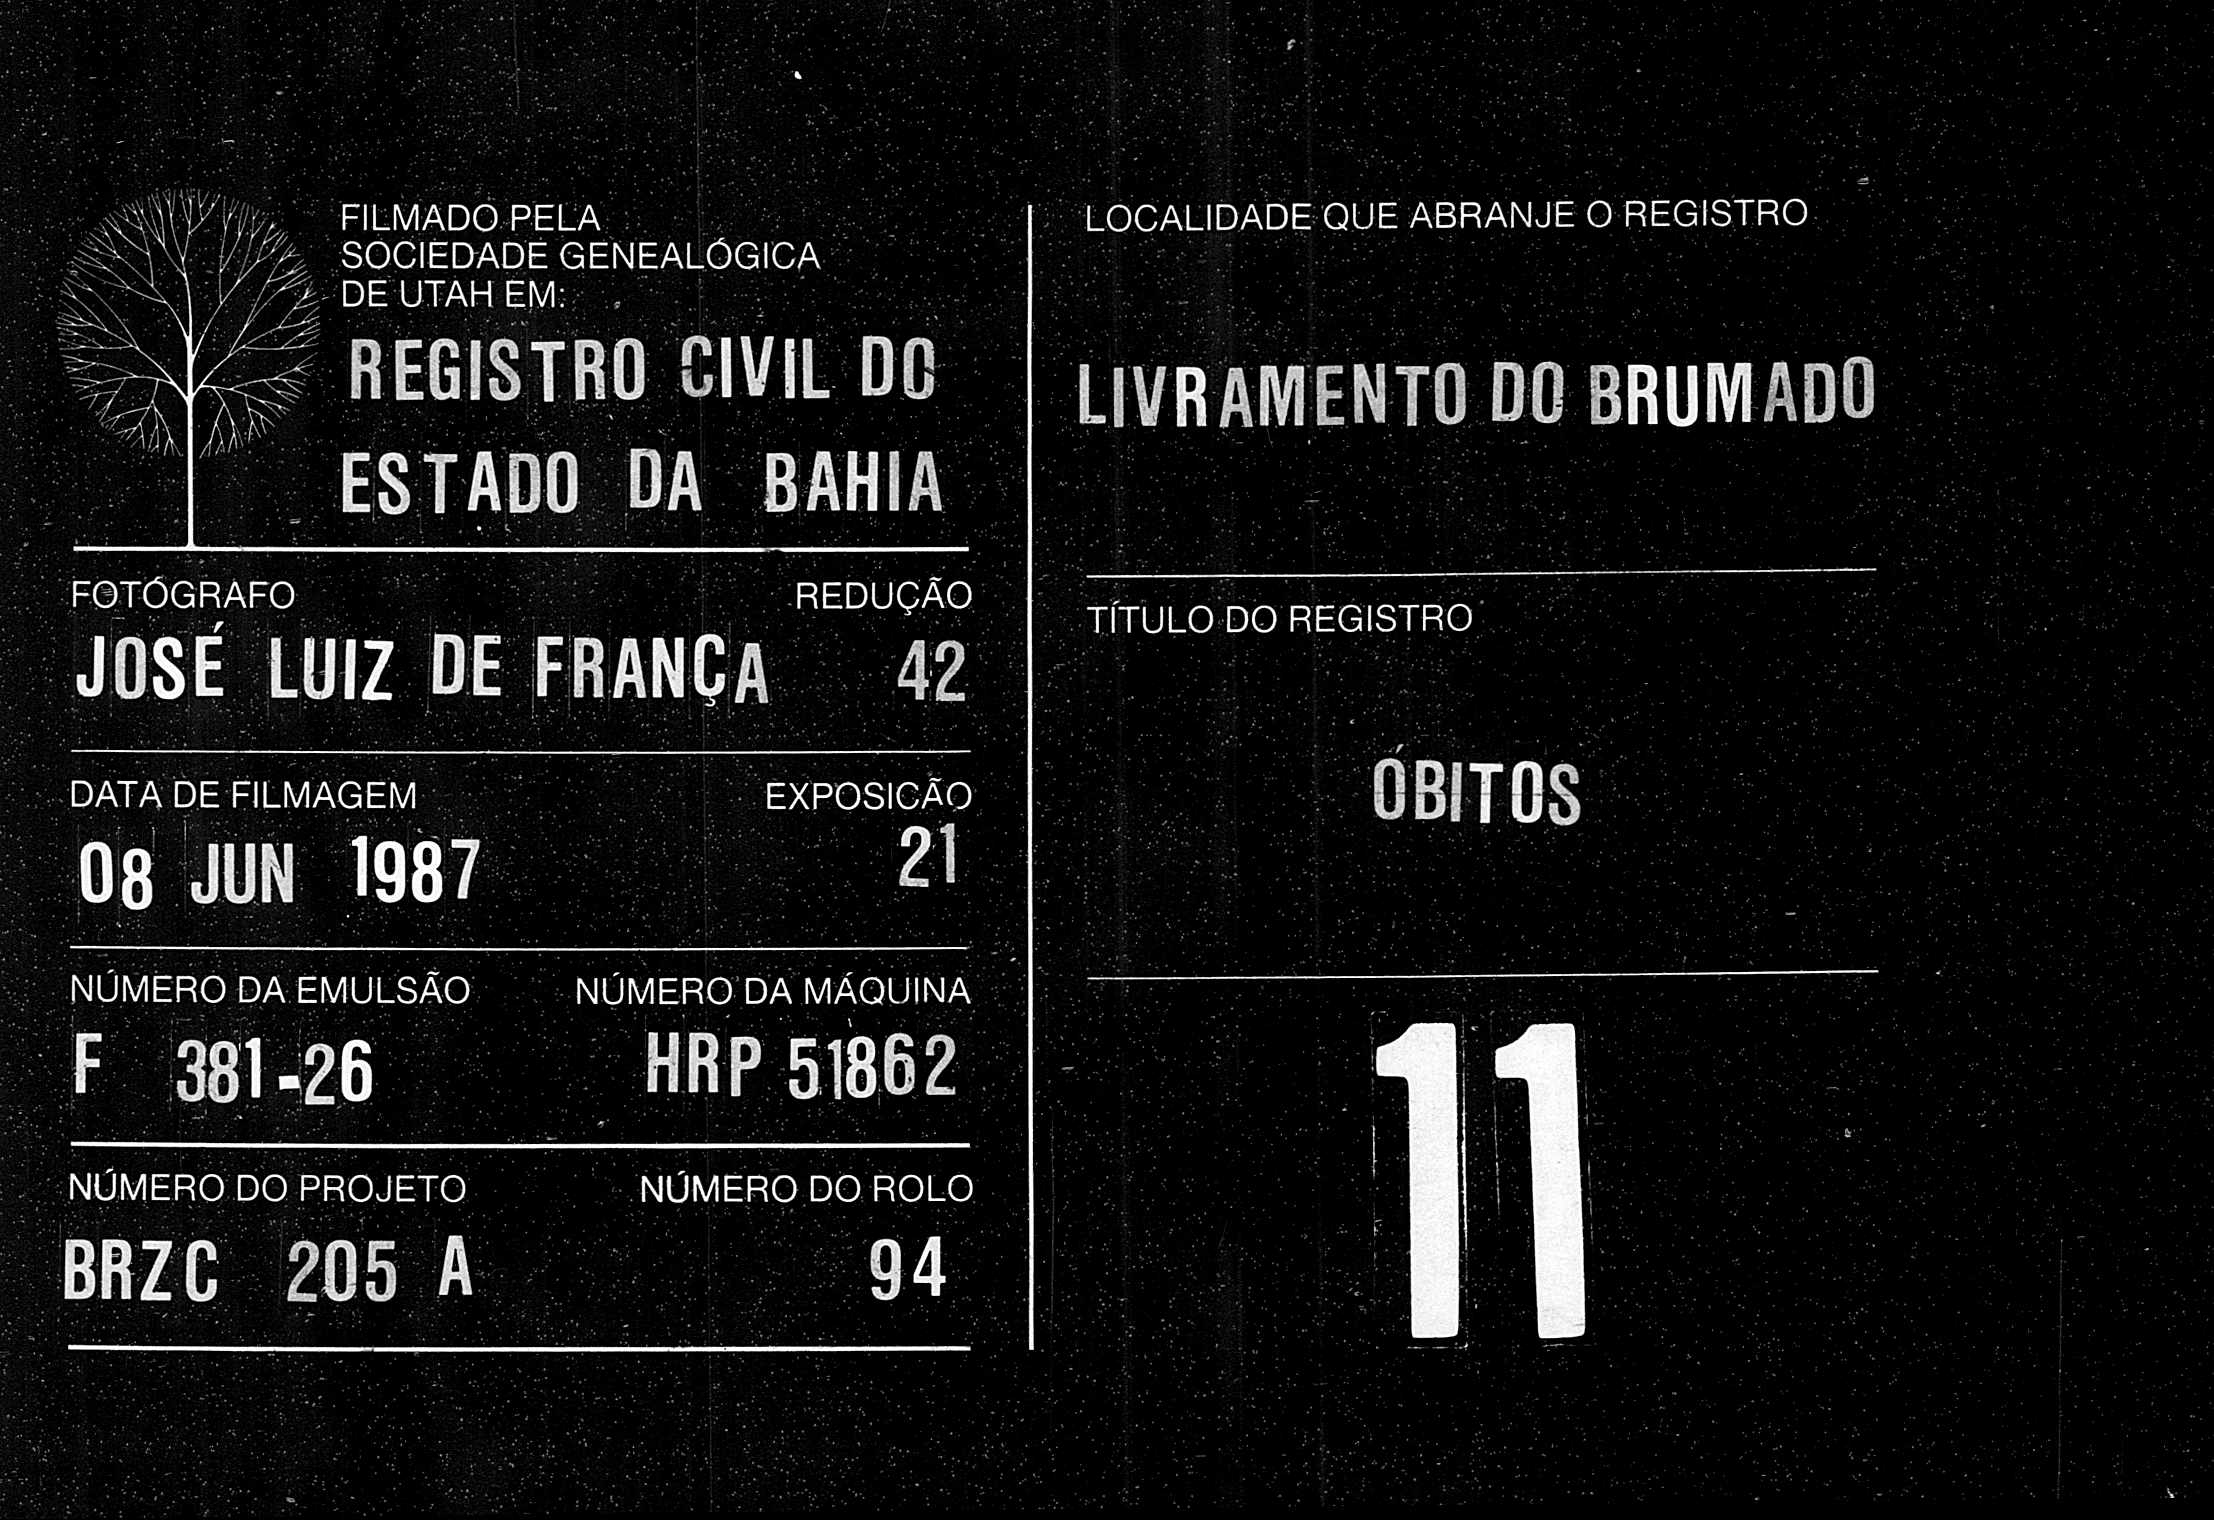 FILMADO PELA
SOCIEDADE GENEALÓGICA
DE UTAH EM:
REGISTRO CIVIL DO
ESTADO DA BAHIA
FOTÓGRAFO REDUÇÃO
JOSÉ LUIZ DE FRANÇA 42
DATA DE FILMAGEM EXPOSIÇÃO
08 JUN 1987 21
NÚMERO DA EMULSÃO NÚMERO DA MÁQUINA
F 381-26 HRP 51862
NÚMERO DO PROJETO NÚMERO DO ROLO
BRZC 205 A 94
LOCALIDADE QUE ABRANJE O REGISTRO
LIVRAMENTO DO BRUMADO
TÍTULO DO REGISTRO
ÓBITOS
11